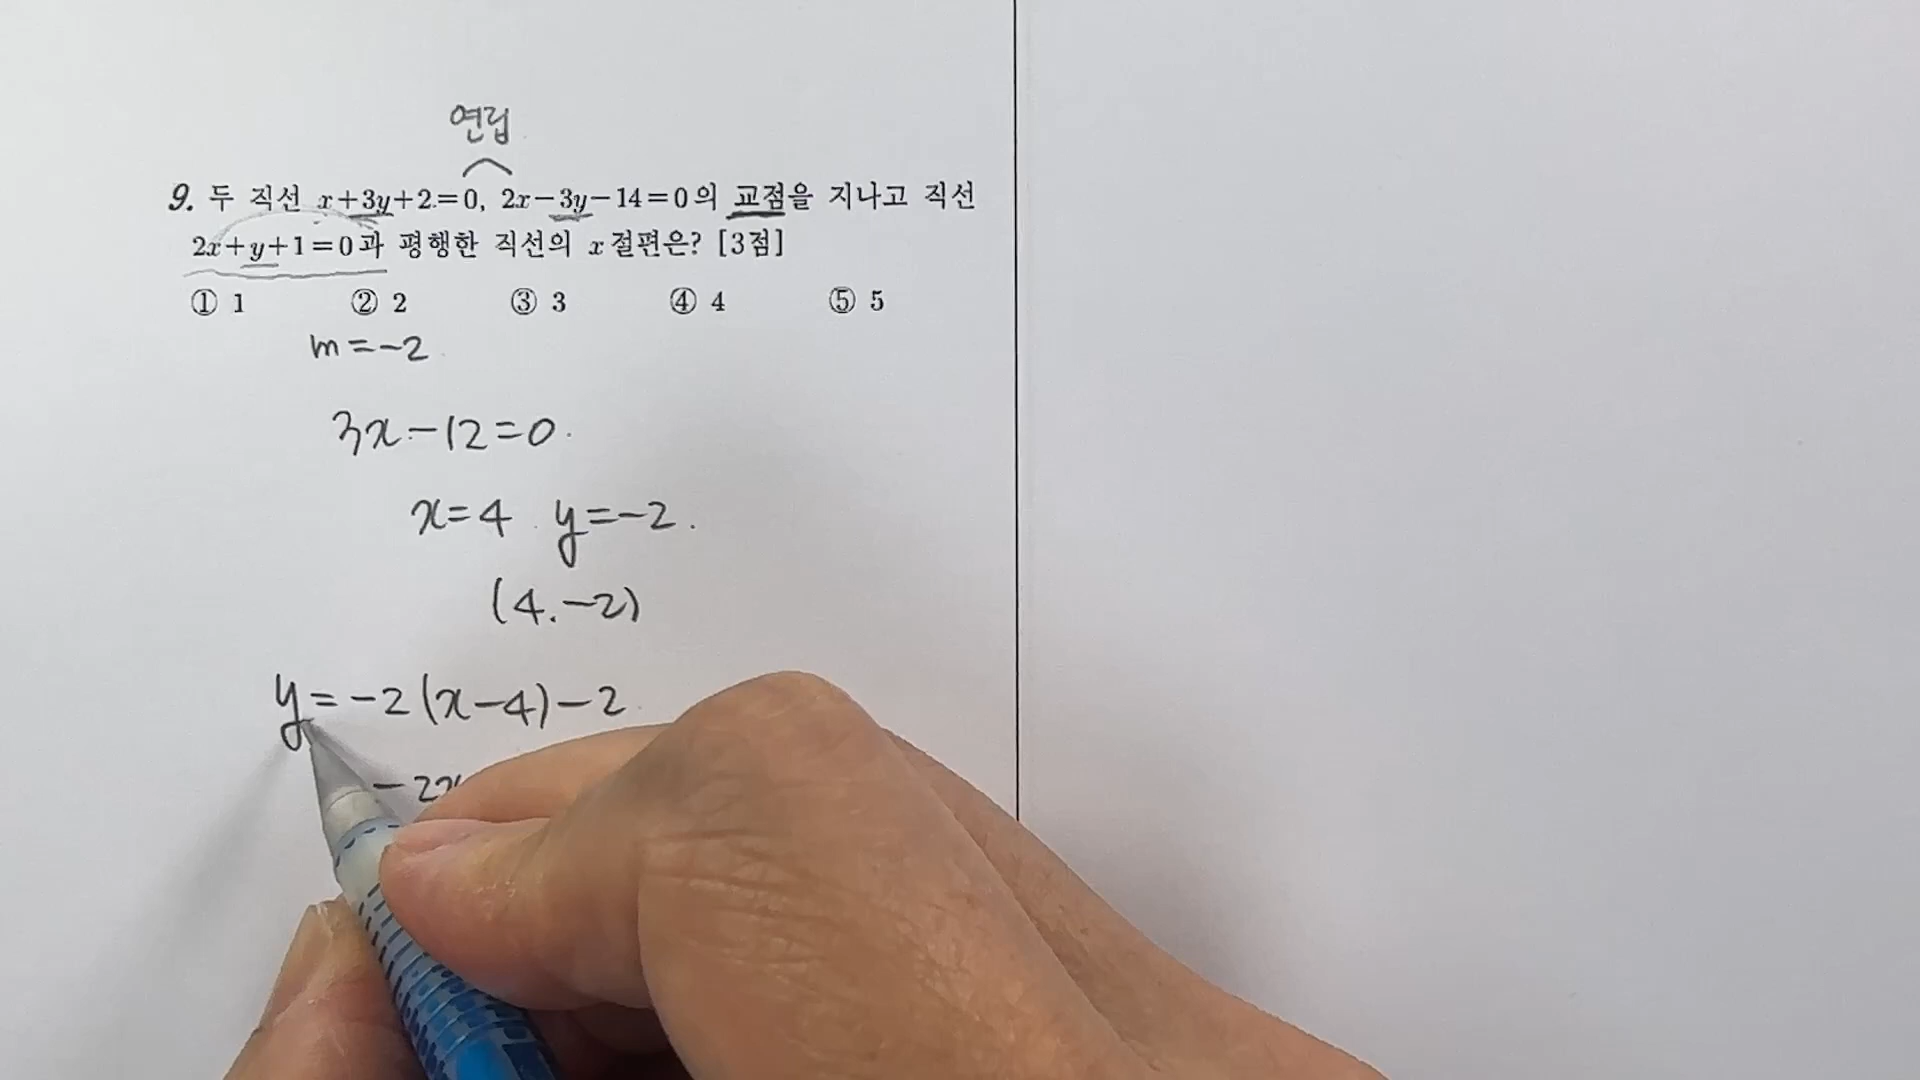 연립
9. 두 직선 x+3y+2=0, 2x-3y-14=0의 교점을 지나고 직선
2x+y+1=0과 평행한 직선의 x절편은? [3점]
① 1 ② 2 ③ 3 ④ 4 ⑤ 5
m=-2
3x-12=0.
x=4 y=-2.
(4.-2)
y=-2(x-4)-2
-2x